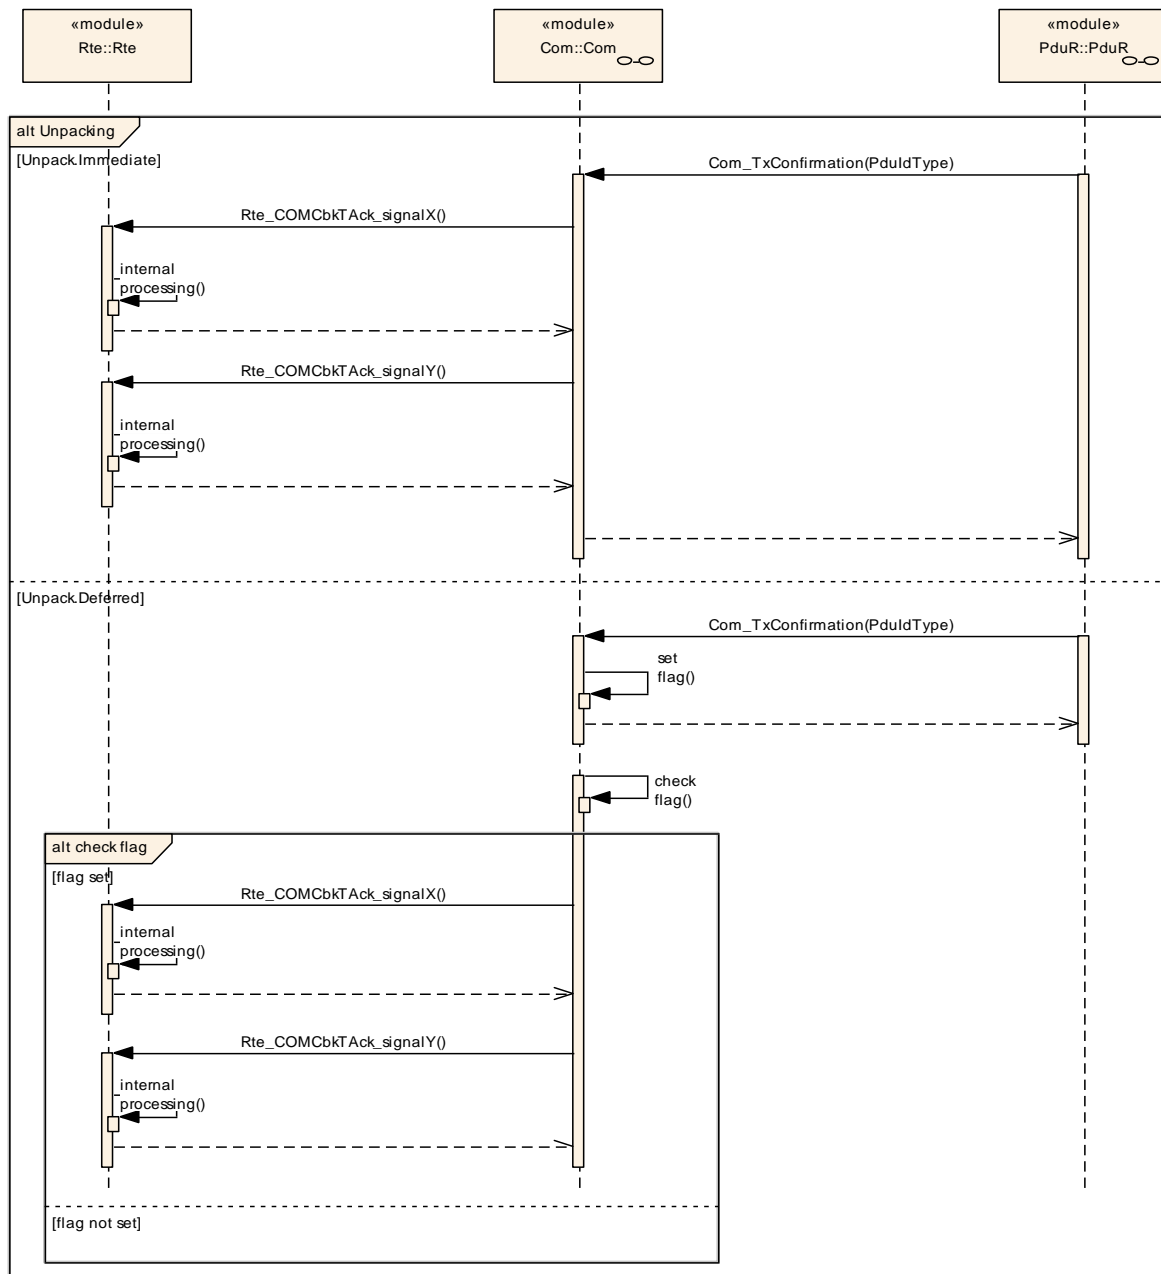 «module»
Rte::Rte
«module»
Com::Com
«module»
PduR::PduR
alt Unpacking
[Unpack.Immediate]
Com_TxConfirmation(PduIdType)
Rte_COMCbkTAck_signalX()
internal
processing()
Rte_COMCbkTAck_signalY()
internal
processing()
[Unpack.Deferred]
Com_TxConfirmation(PduIdType)
set
flag()
check
flag()
alt check flag
[flag set]
Rte_COMCbkTAck_signalX()
internal
processing()
Rte_COMCbkTAck_signalY()
internal
processing()
[flag not set]